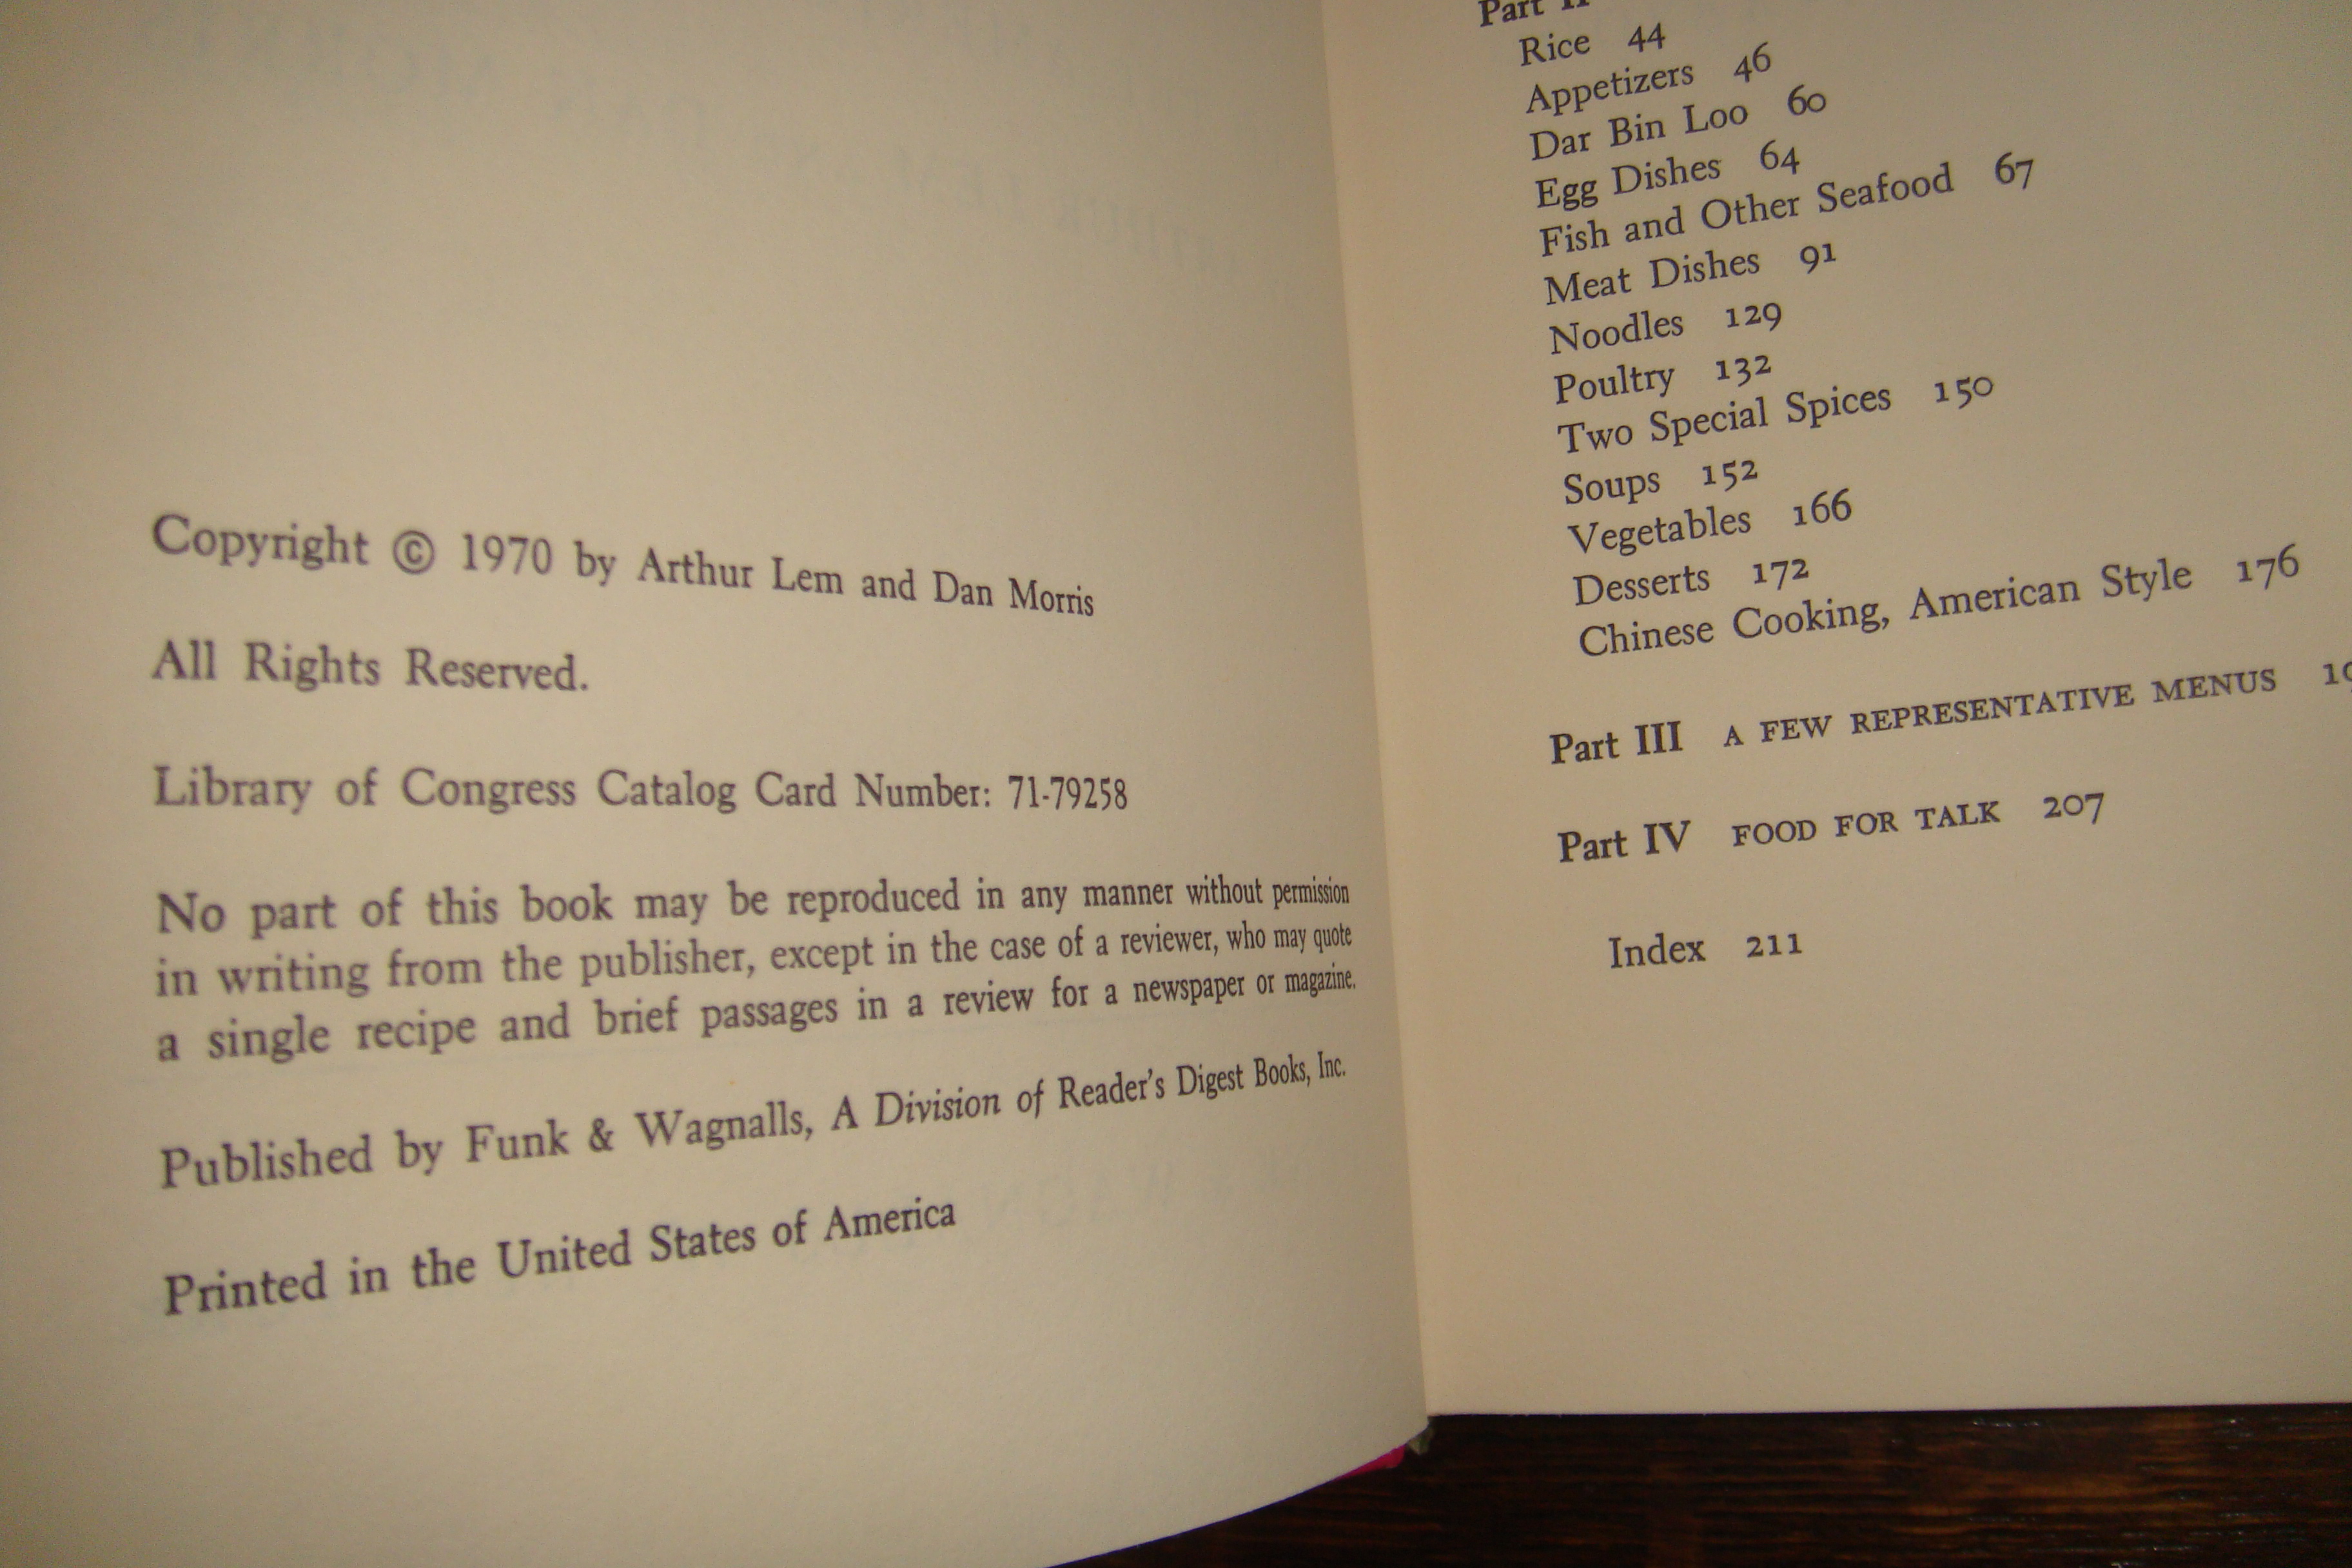 Copyright © 1970 by Arthur Lem and Dan Morris
All Rights Reserved.
Library of Congress Catalog Card Number: 71-79258
No part of this book may be reproduced in any manner without permission
in writing from the publisher, except in the case of a reviewer, who may quote
a single recipe and brief passages in a review for a newspaper or magazine.
Published by Funk & Wagnalls, A Division of Reader's Digest Books, Inc.
Printed in the United States of America
Part II
Rice 44
Appetizers 46
Dar Bin Loo 60
Egg Dishes 64
Fish and Other Seafood 67
Meat Dishes 91
Noodles 129
Poultry 132
Two Special Spices 150
Soups 152
Vegetables 166
Desserts 172
Chinese Cooking, American Style 176
Part III A FEW REPRESENTATIVE MENUS
Part IV FOOD FOR TALK 207
Index 211